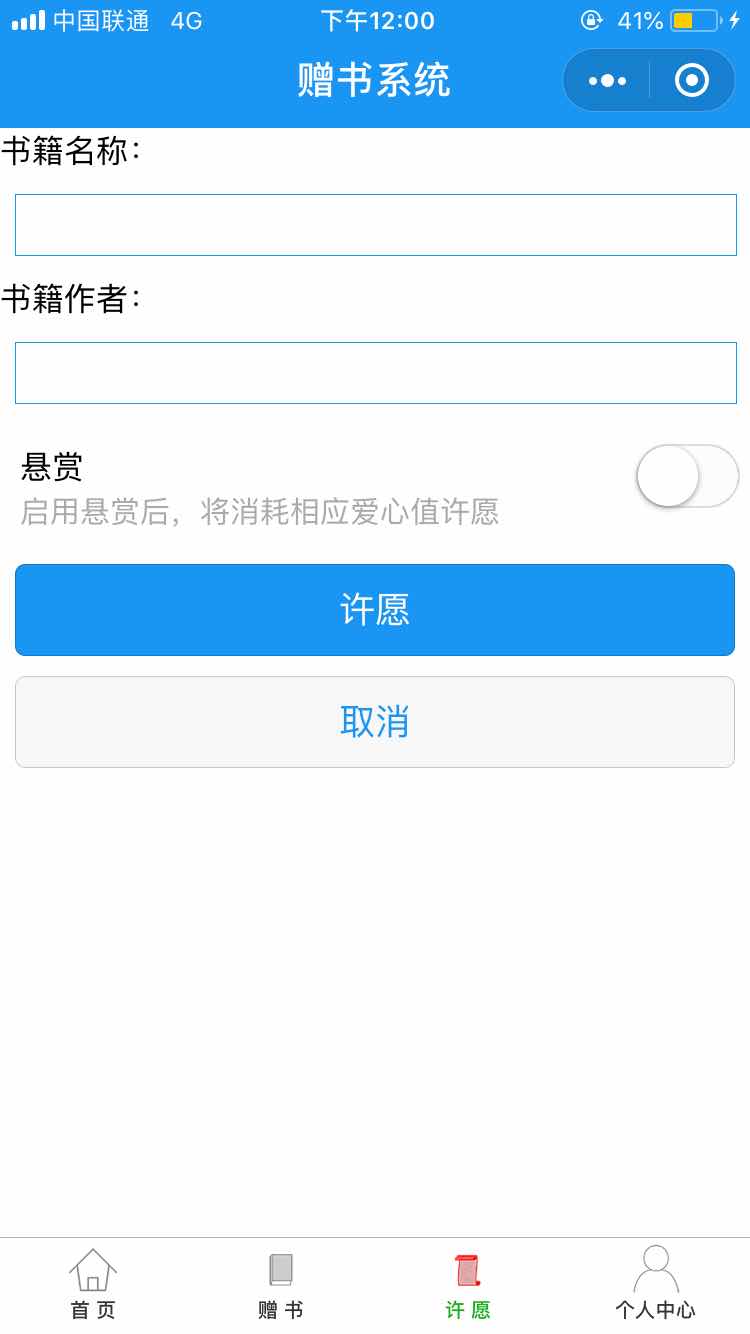 中国联通 4G 下午12:00 41%
赠书系统
书籍名称：
书籍作者：
悬赏
启用悬赏后，将消耗相应爱心值许愿
许愿
取消
首 页 赠 书 许 愿 个人中心